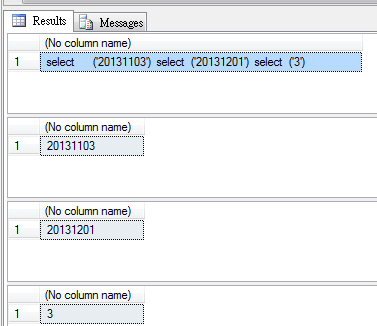 Results Messages
(No column name)
1 select ('20131103') select ('20131201') select ('3')
(No column name)
1 20131103
(No column name)
1 20131201
(No column name)
1 3